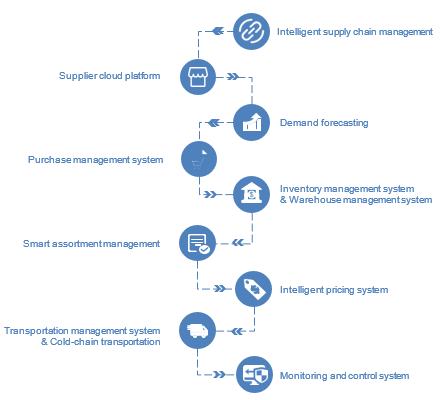 Intelligent supply chain management
Supplier cloud platform
Demand forecasting
Purchase management system
Inventory management system
& Warehouse management system
Smart assortment management
Intelligent pricing system
Transportation management system
& Cold-chain transportation
Monitoring and control system